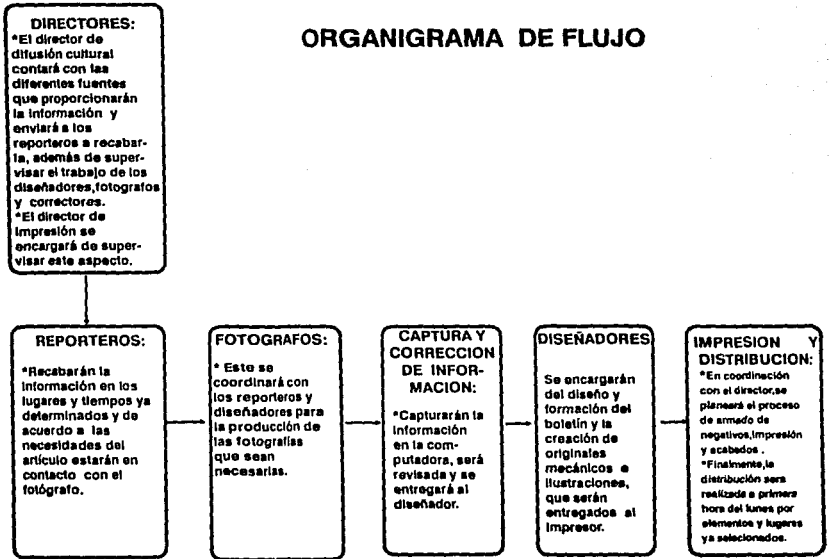 ORGANIGRAMA DE FLUJO
DIRECTORES:
*El director de
difusión cultural
contará con las
diferentes fuentes
que proporcionarán
la información y
enviará a los
reporteros a recabar-
la, además de super-
visar el trabajo de los
diseñadores,fotografos
y correctores.
*El director de
impresión se
encargará de super-
visar este aspecto.
REPORTEROS:
*Recabarán la
información en los
lugares y tiempos ya
determinados y de
acuerdo a las
necesidades del
artículo estarán en
contacto con el
fotógrafo.
FOTOGRAFOS:
* Este se
coordinará con
los reporteros y
diseñadores para
la producción de
las fotografías
que sean
necesarias.
CAPTURA Y
CORRECCION
DE INFOR-
MACION:
*Capturarán la
información
en la com-
putadora, será
revisada y se
entregará al
diseñador.
DISEÑADORES
Se encargarán
del diseño y
formación del
boletín y la
creación de
originales
mecánicos e
ilustraciones,
que serán
entregados al
impresor.
IMPRESION Y
DISTRIBUCION:
*En coordinación
con el director,se
planeará el proceso
de armado de
negativos,impresión
y acabados .
*Finalmente,la
distribución sera
realizada a primera
hora del lunes por
elementos y lugares
ya selecionados.